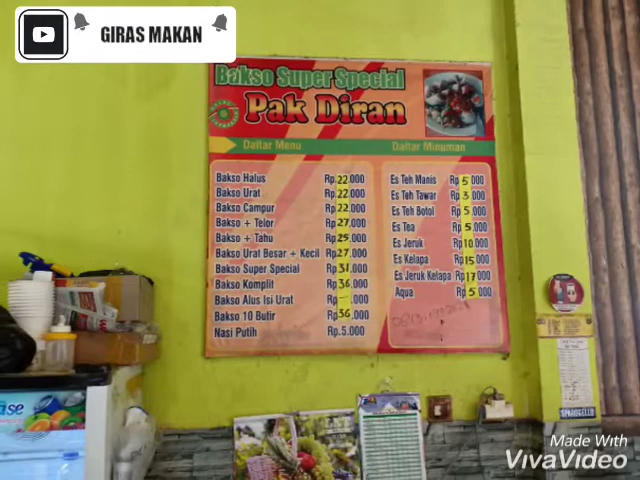 GIRAS MAKAN
Bakso Super Special
Pak Diran
Daftar Menu
Bakso Halus Rp.22.000
Bakso Urat Rp.22.000
Bakso Campur Rp.22.000
Bakso + Telor Rp.27.000
Bakso + Tahu Rp.25.000
Bakso Urat Besar + Kecil Rp.27.000
Bakso Super Special Rp.31.000
Bakso Komplit Rp.36.000
Bakso Alus Isi Urat Rp.—.000
Bakso 10 Butir Rp.36.000
Nasi Putih Rp.5.000
Daftar Minuman
Es Teh Manis Rp.5.000
Es Teh Tawar Rp.3.000
Es Teh Botol Rp.5.000
Es Tea Rp.5.000
Es Jeruk Rp.10.000
Es Kelapa Rp.15.000
Es Jeruk Kelapa Rp.17.000
Aqua Rp.5.000
Made With
VivaVideo